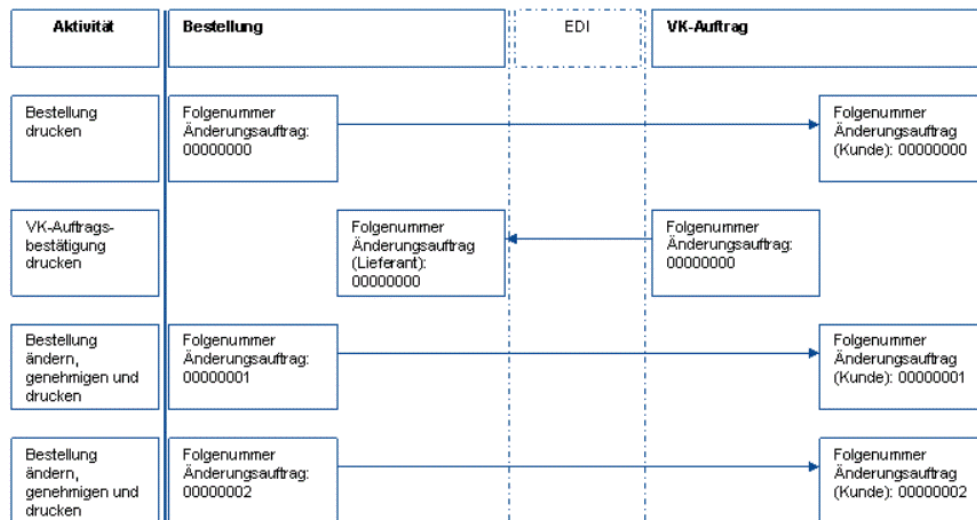 Aktivität
Bestellung
EDI
VK-Auftrag
Bestellung
drucken
Folgenummer
Änderungsauftrag:
00000000
Folgenummer
Änderungsauftrag
(Kunde): 00000000
VK-Auftrags-
bestätigung
drucken
Folgenummer
Änderungsauftrag
(Lieferant):
00000000
Folgenummer
Änderungsauftrag:
00000000
Bestellung
ändern,
genehmigen und
drucken
Folgenummer
Änderungsauftrag:
00000001
Folgenummer
Änderungsauftrag
(Kunde): 00000001
Bestellung
ändern,
genehmigen und
drucken
Folgenummer
Änderungsauftrag:
00000002
Folgenummer
Änderungsauftrag
(Kunde): 00000002